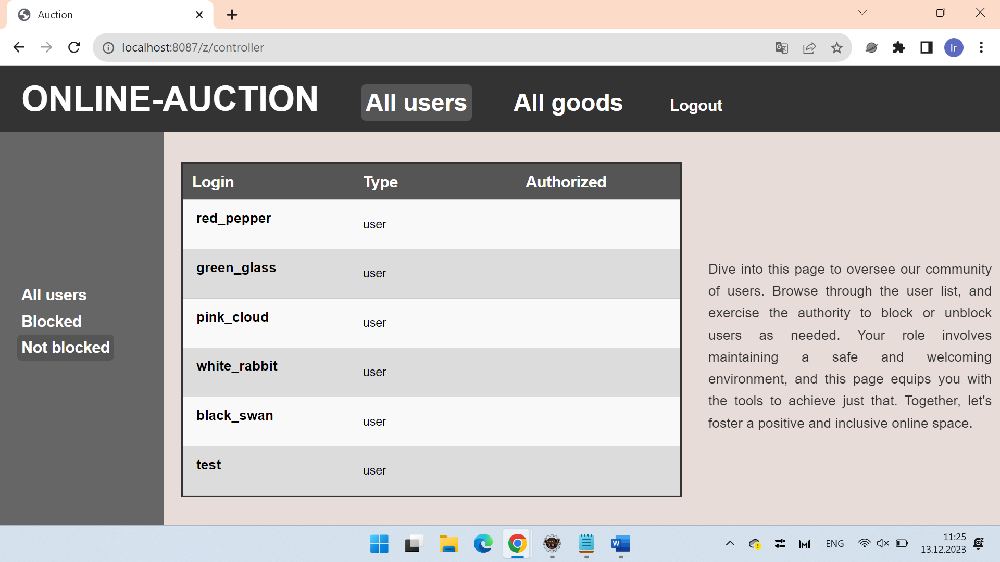 Auction
localhost:8087/z/controller
Ir
ONLINE-AUCTION All users All goods Logout
All users
Blocked
Not blocked
Login Type Authorized
red_pepper user
green_glass user
pink_cloud user
white_rabbit user
black_swan user
test user
Dive into this page to oversee our community
of users. Browse through the user list, and
exercise the authority to block or unblock
users as needed. Your role involves
maintaining a safe and welcoming
environment, and this page equips you with
the tools to achieve just that. Together, let's
foster a positive and inclusive online space.
Java EE
IDE
W
ENG
11:25
13.12.2023